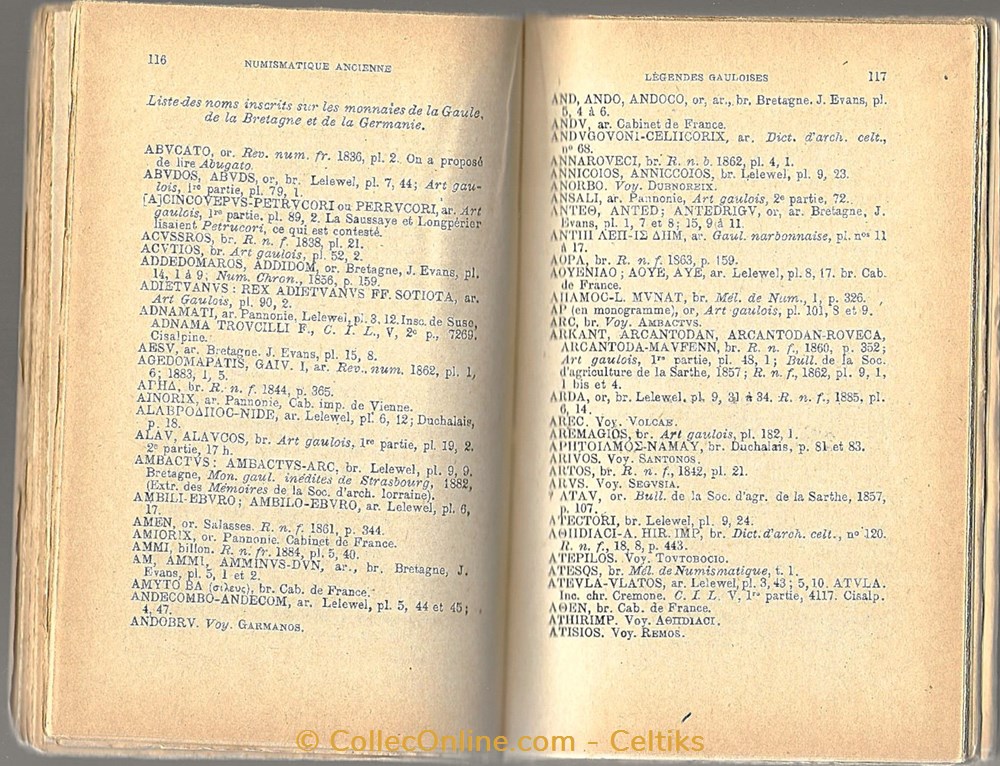 116
NUMISMATIQUE ANCIENNE
Liste des noms inscrits sur les monnaies de la Gaule,
de la Bretagne et de la Germanie.
ABVCATO, or. Rev. num. fr. 1836, pl. 2. On a proposé
de lire Abugato.
ABVDOS, ABVDS, or, br. Lelewel, pl. 7, 44; Art gau-
lois, 1re partie, pl. 79, 1.
[A]CINCOVEPVS-PETRVCORI ou PERRVCORI, ar. Art
gaulois, 1re partie. pl. 89, 2. La Saussaye et Longpérier
lisaient Petrucori, ce qui est contesté.
ACVSSROS, br. R. n. f. 1838, pl. 21.
ACVTIOS, br. Art gaulois, pl. 52, 2.
ADDEDOMAROS, ADDIDOM, or. Bretagne, J. Evans, pl.
14, 1 à 9; Num. Chron., 1856, p. 159.
ADIETVANVS : REX ADIETVANVS FF. SOTIOTA, ar.
Art Gaulois, pl. 90, 2.
ADNAMATI, ar. Pannonie, Lelewel, pl. 3. 12. Insc. de Suse,
ADNAMA TROVCILLI F., C. I. L., V, 2e p., 7269.
Cisalpine.
AESV, ar. Bretagne. J. Evans, pl. 15, 8.
AGEDOMAPATIS, GAIV. I, ar. Rev. num. 1862, pl. 1,
6; 1883, 1, 5.
ΑΡΗΔ, br. R. n. f. 1844, p. 365.
AINORIX, ar. Pannonie, Cab. imp. de Vienne.
ΑLΑΒΡΟΔΙΙΟC-NIDE, ar. Lelewel, pl. 6, 12; Duchalais,
p. 18.
ALAV, ALAVCOS, br. Art gaulois, 1re partie, pl. 19, 2.
2e partie, 17 h.
AMBACTVS : AMBACTVS-ARC, br. Lelewel, pl. 9, 9.
Bretagne, Mon. gaul. inédites de Strasbourg, 1882,
(Extr. des Mémoires de la Soc. d'arch. lorraine).
AMBILI-EBVRO ; AMBILO-EBVRO, ar. Lelewel, pl. 6,
17.
AMEN, or. Salasses. R. n. f. 1861, p. 344.
AMIORIX, or. Pannonie. Cabinet de France.
AMMI, billon. R. n. fr. 1884, pl. 5, 40.
AM, AMMI, AMMINVS-DVN, ar., br. Bretagne, J.
Evans, pl. 5, 1 et 2.
AMYTO BA (σιλευς), br. Cab. de France.
ANDECOMBO-ANDECOM, ar. Lelewel, pl. 5, 44 et 45;
4, 47.
ANDOBRV. Voy. GARMANOS.
LÉGENDES GAULOISES
117
AND, ANDO, ANDOCO, or, ar., br. Bretagne. J. Evans, pl.
5, 4 à 6.
ANDV, ar. Cabinet de France.
ANDVGOVONI-CELIICORIX, ar. Dict. d'arch. celt.,
no 68.
ANNAROVECI, br. R. n. b. 1862, pl. 4, 1.
ANNICOIOS, ANNICCOIOS, br. Lelewel, pl. 9, 23.
ANORBO. Voy. DUBNOREIX.
ANSALI, ar. Pannonie, Art gaulois, 2e partie, 72.
ANTEΘ, ANTED; ANTEDRIGV, or, ar. Bretagne, J.
Evans, pl. 1, 7 et 8; 15, 9 à 11.
ΑΝΤΙΙΙ ΛΕΠ-ΙΣ ΔΗΜ, ar. Gaul. narbonnaise, pl. nos 11
à 17.
ΑΟΡΑ, br. R. n. f. 1863, p. 159.
AOYENIAO ; AOYE, AYE, ar. Lelewel, pl. 8, 17. br. Cab.
de France.
AΠAMOC-L. MVNAT, br. Mél. de Num., 1, p. 326.
AP (en monogramme), or, Art gaulois, pl. 101, 8 et 9.
ARC, br. Voy. AMBACTVS.
ARKANT, ARCANTODAN, ARCANTODAN-ROVECA,
ARCANTODA-MAVFENN, br. R. n. f., 1860, p. 352;
Art gaulois, 1re partie, pl. 48, 1; Bull. de la Soc.
d'agriculture de la Sarthe, 1857; R. n. f., 1862, pl. 9, 1,
1 bis et 4.
ARDA, or, br. Lelewel, pl. 9, 31 à 34. R. n. f., 1885, pl.
6, 14.
AREC. Voy. VOLCAE.
AREMAGIOS, br. Art gaulois, pl. 182, 1.
ΑΡΗΤΟΙΑΜΟΣ-ΝΑΜΑΥ, br. Duchalais, p. 81 et 83.
ARIVOS. Voy. SANTONOS.
ARTOS, br. R. n. f., 1842, pl. 21.
ARVS. Voy. SEGVSIA.
? ATAV, or. Bull. de la Soc. d'agr. de la Sarthe, 1857,
p. 107.
ATECTORI, br. Lelewel, pl. 9, 24.
AΘIIDIACI-A. HIR. IMP, br. Dict. d'arch. celt., no 120.
R. n. f., 18, 8, p. 443.
ATEPILOS. Voy. TOVTOBOCIO.
ATESQS, br. Mél. de Numismatique, t. 1.
ATEVLA-VLATOS, ar. Lelewel, pl. 3, 43; 5, 10. ATVLA.
Inc. chr. Cremone. C. I. L. V, 1re partie, 4117. Cisalp.
AΘEN, br. Cab. de France.
ATHIRIMP. Voy. AΘIIDIACI.
ATISIOS. Voy. REMOS.
© CollecOnline.com - Celtiks